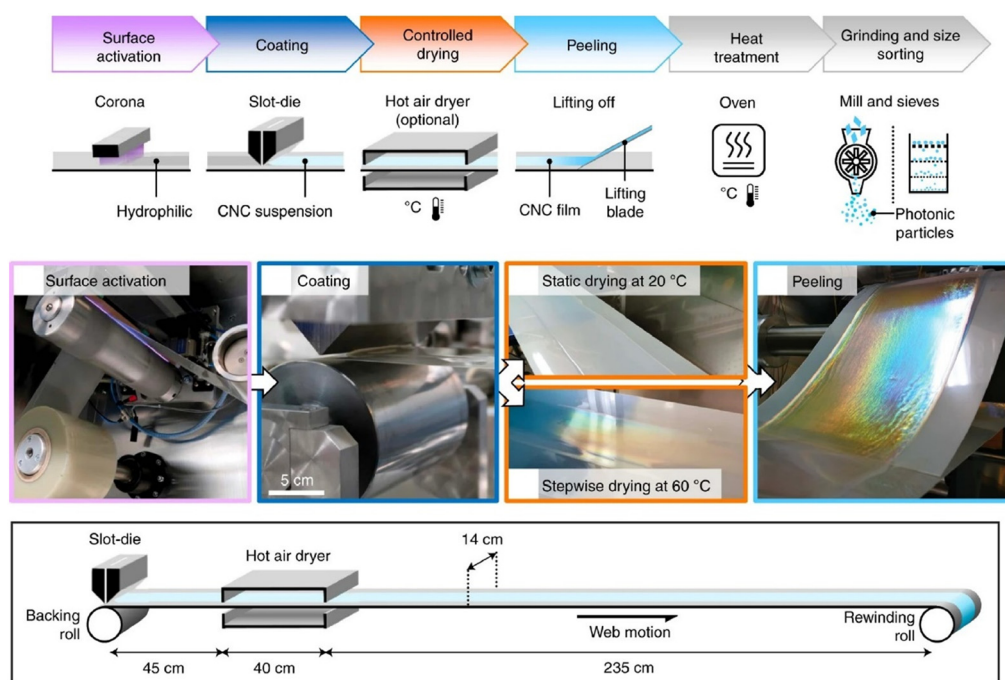 Surface
activation
Coating
Controlled
drying
Peeling
Heat
treatment
Grinding and size
sorting
Corona
Slot-die
Hot air dryer
(optional)
Lifting off
Oven
Mill and sieves
Hydrophilic
CNC suspension
°C
CNC film
Lifting
blade
°C
Photonic
particles
Surface activation
Coating
Static drying at 20 °C
Peeling
5 cm
Stepwise drying at 60 °C
Slot-die
Hot air dryer
14 cm
Backing
roll
Web motion
Rewinding
roll
45 cm
40 cm
235 cm